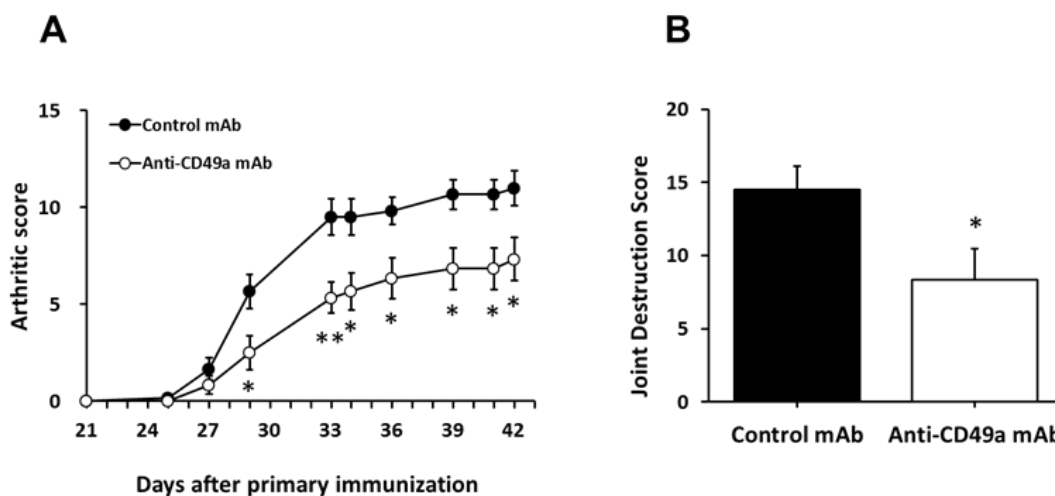 A
15
Control mAb
Anti-CD49a mAb
10
5
0
Arthritic score
*
**
*
*
*
*
*
21 24 27 30 33 36 39 42
Days after primary immunization
B
20
15
10
5
0
Joint Destruction Score
*
Control mAb Anti-CD49a mAb